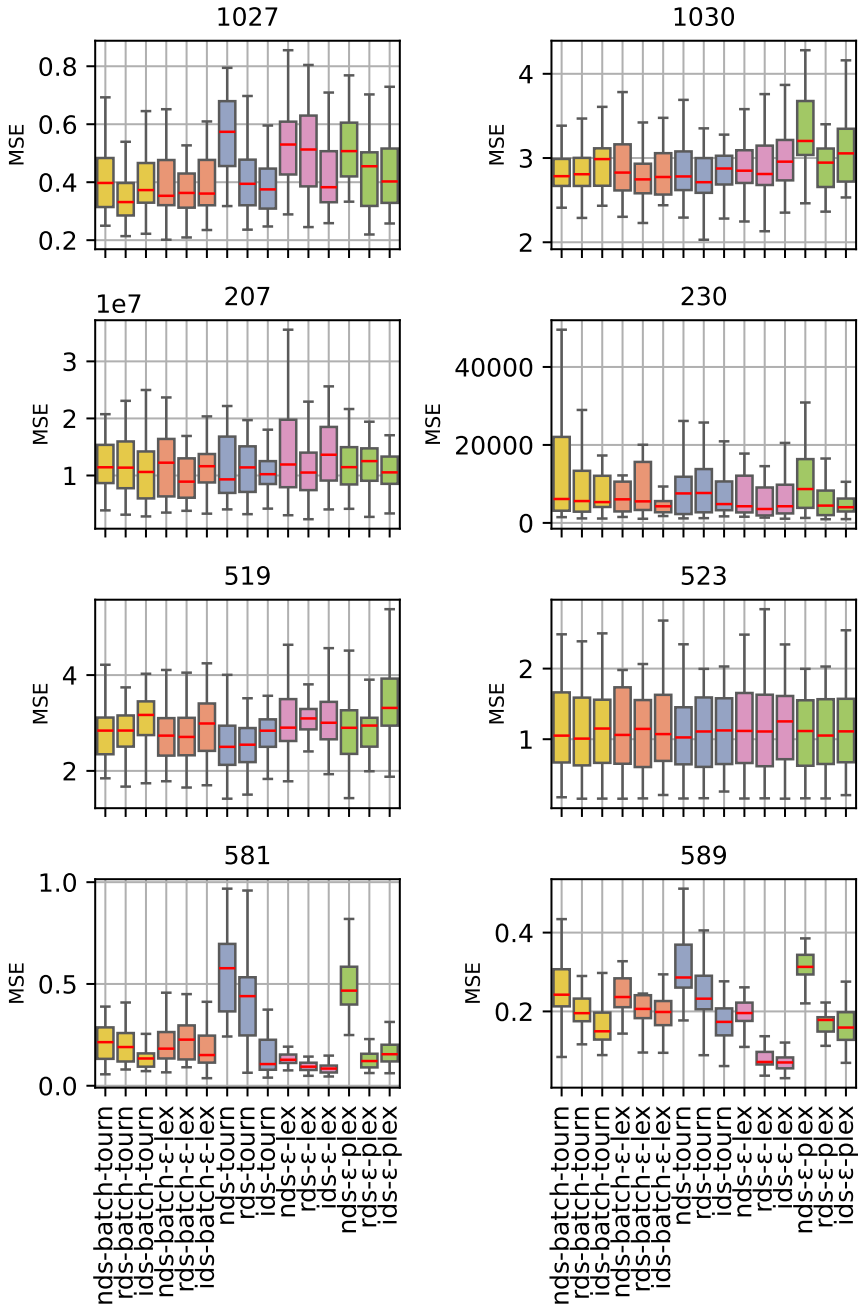 1027
1030
MSE
0.8
0.6
0.4
0.2
4
3
2
207
230
1e7
MSE
3
2
1
MSE
40000
20000
0
519
523
MSE
4
2
MSE
2
1
581
589
MSE
1.0
0.5
0.0
MSE
0.4
0.2
nds-batch-tourn
rds-batch-tourn
ids-batch-tourn
nds-batch-ε-lex
rds-batch-ε-lex
ids-batch-ε-lex
nds-tourn
rds-tourn
ids-tourn
nds-ε-lex
rds-ε-lex
ids-ε-lex
nds-ε-plex
rds-ε-plex
ids-ε-plex
nds-batch-tourn
rds-batch-tourn
ids-batch-tourn
nds-batch-ε-lex
rds-batch-ε-lex
ids-batch-ε-lex
nds-tourn
rds-tourn
ids-tourn
nds-ε-lex
rds-ε-lex
ids-ε-lex
nds-ε-plex
rds-ε-plex
ids-ε-plex